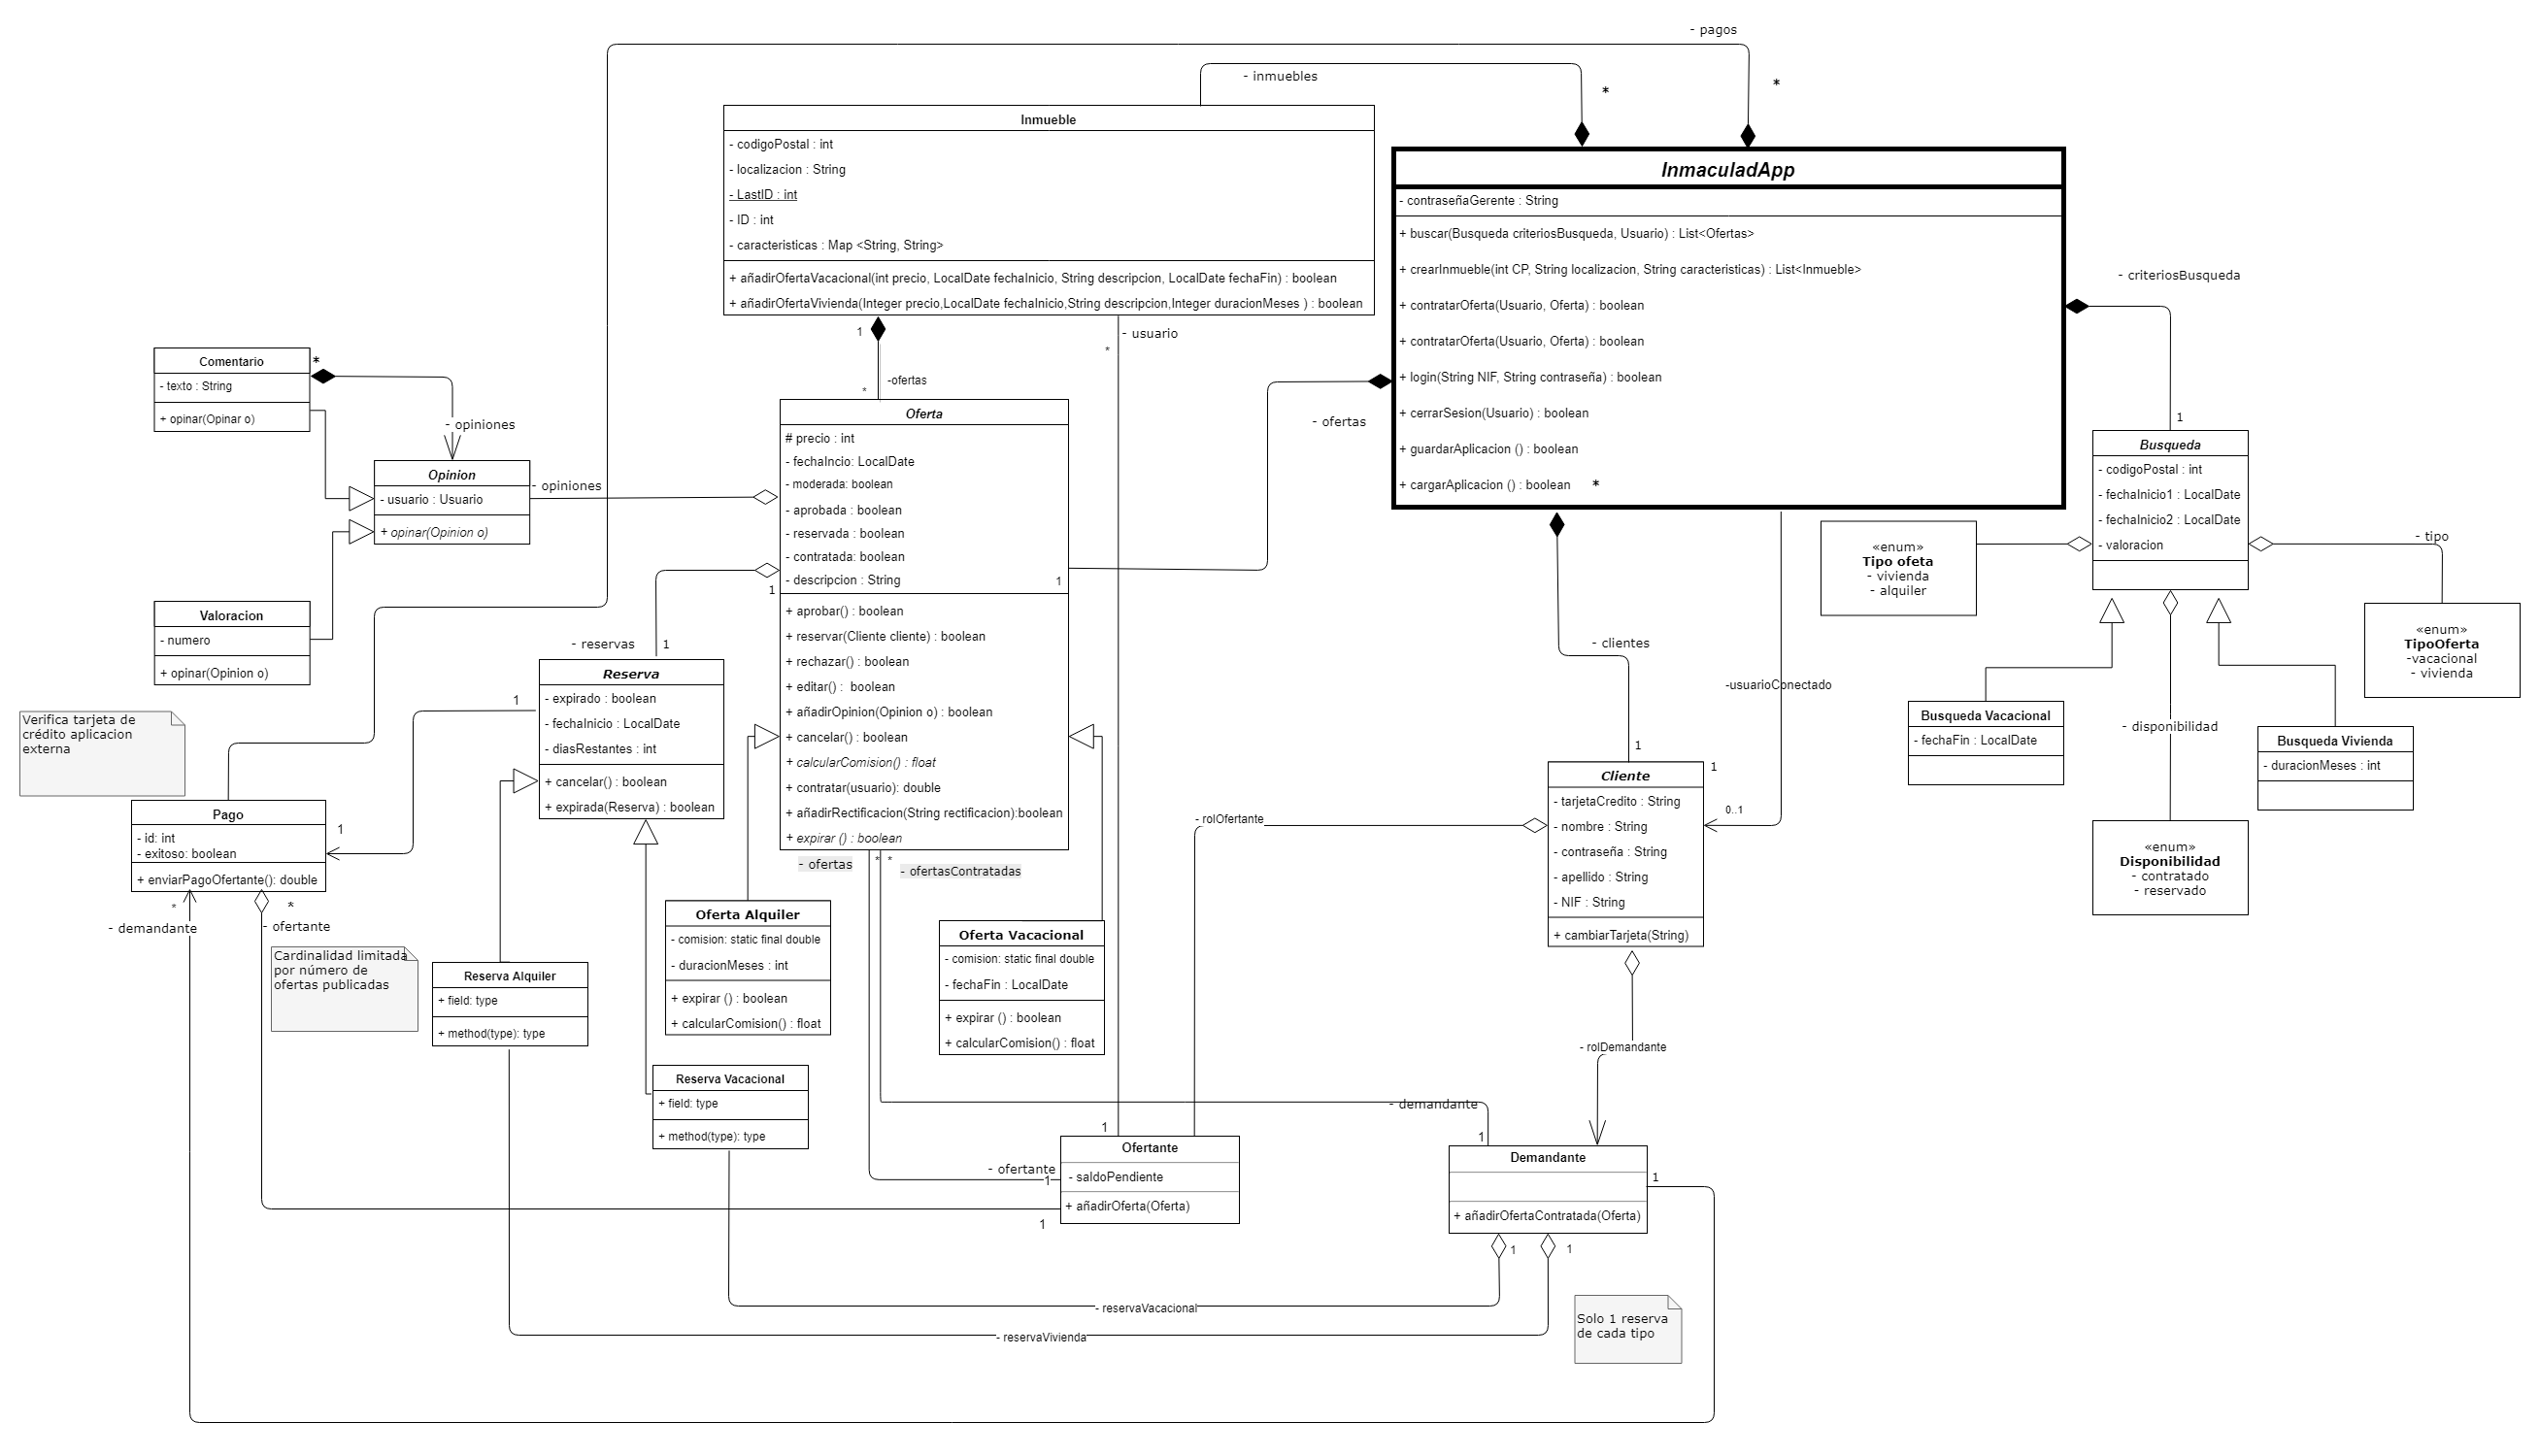 - pagos
*
- inmuebles
*
Inmueble
- codigoPostal : int
- localizacion : String
- LastID : int
- ID : int
- caracteristicas : Map <String, String>
+ añadirOfertaVacacional(int precio, LocalDate fechaInicio, String descripcion, LocalDate fechaFin) : boolean
+ añadirOfertaVivienda(Integer precio,LocalDate fechaInicio,String descripcion,Integer duracionMeses ) : boolean
InmaculadApp
- contraseñaGerente : String
+ buscar(Busqueda criteriosBusqueda, Usuario) : List<Ofertas>
+ crearInmueble(int CP, String localizacion, String caracteristicas) : List<Inmueble>
+ contratarOferta(Usuario, Oferta) : boolean
+ contratarOferta(Usuario, Oferta) : boolean
+ login(String NIF, String contraseña) : boolean
+ cerrarSesion(Usuario) : boolean
+ guardarAplicacion () : boolean
+ cargarAplicacion () : boolean
*
- criteriosBusqueda
1
1
*
-ofertas
- usuario
*
- ofertas
1
Comentario
- texto : String
+ opinar(Opinar o)
*
- opiniones
Opinion
- usuario : Usuario
+ opinar(Opinion o)
- opiniones
Valoracion
- numero
+ opinar(Opinion o)
Oferta
# precio : int
- fechaIncio: LocalDate
- moderada: boolean
- aprobada : boolean
- reservada : boolean
- contratada: boolean
- descripcion : String
+ aprobar() : boolean
+ reservar(Cliente cliente) : boolean
+ rechazar() : boolean
+ editar() :  boolean
+ añadirOpinion(Opinion o) : boolean
+ cancelar() : boolean
+ calcularComision() : float
+ contratar(usuario): double
+ añadirRectificacion(String rectificacion):boolean
+ expirar () : boolean
1
- reservas
1
Reserva
- expirado : boolean
- fechaInicio : LocalDate
- diasRestantes : int
+ cancelar() : boolean
+ expirada(Reserva) : boolean
1
1
Verifica tarjeta de
crédito aplicacion
externa
Pago
- id: int
- exitoso: boolean
+ enviarPagoOfertante(): double
*
- demandante
*
- ofertante
Cardinalidad limitada
por número de
ofertas publicadas
Reserva Alquiler
+ field: type
+ method(type): type
Reserva Vacacional
+ field: type
+ method(type): type
Oferta Alquiler
- comision: static final double
- duracionMeses : int
+ expirar () : boolean
+ calcularComision() : float
Oferta Vacacional
- comision: static final double
- fechaFin : LocalDate
+ expirar () : boolean
+ calcularComision() : float
- ofertas
*
*
- ofertasContratadas
Busqueda
- codigoPostal : int
- fechaInicio1 : LocalDate
- fechaInicio2 : LocalDate
- valoracion
«enum»
Tipo ofeta
- vivienda
- alquiler
- tipo
«enum»
TipoOferta
-vacacional
- vivienda
Busqueda Vacacional
- fechaFin : LocalDate
Busqueda Vivienda
- duracionMeses : int
- disponibilidad
«enum»
Disponibilidad
- contratado
- reservado
- clientes
1
-usuarioConectado
1
0..1
Cliente
- tarjetaCredito : String
- nombre : String
- contraseña : String
- apellido : String
- NIF : String
+ cambiarTarjeta(String)
- rolOfertante
- rolDemandante
- demandante
1
1
Ofertante
- saldoPendiente
+ añadirOferta(Oferta)
- ofertante
1
1
Demandante
+ añadirOfertaContratada(Oferta)
1
1
1
- reservaVacacional
- reservaVivienda
Solo 1 reserva
de cada tipo